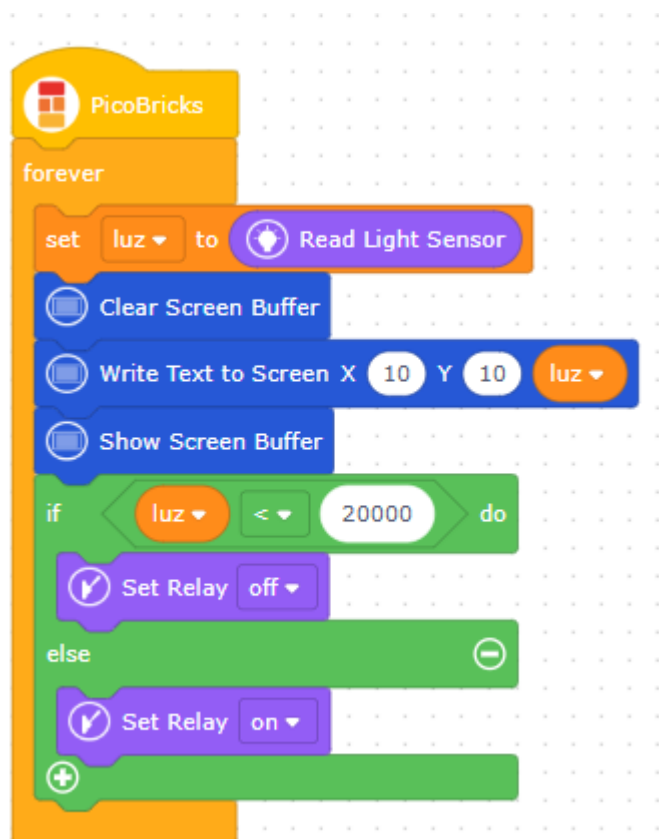 PicoBricks
forever
set luz to Read Light Sensor
Clear Screen Buffer
Write Text to Screen X 10 Y 10 luz
Show Screen Buffer
if luz < 20000 do
Set Relay off
else
Set Relay on